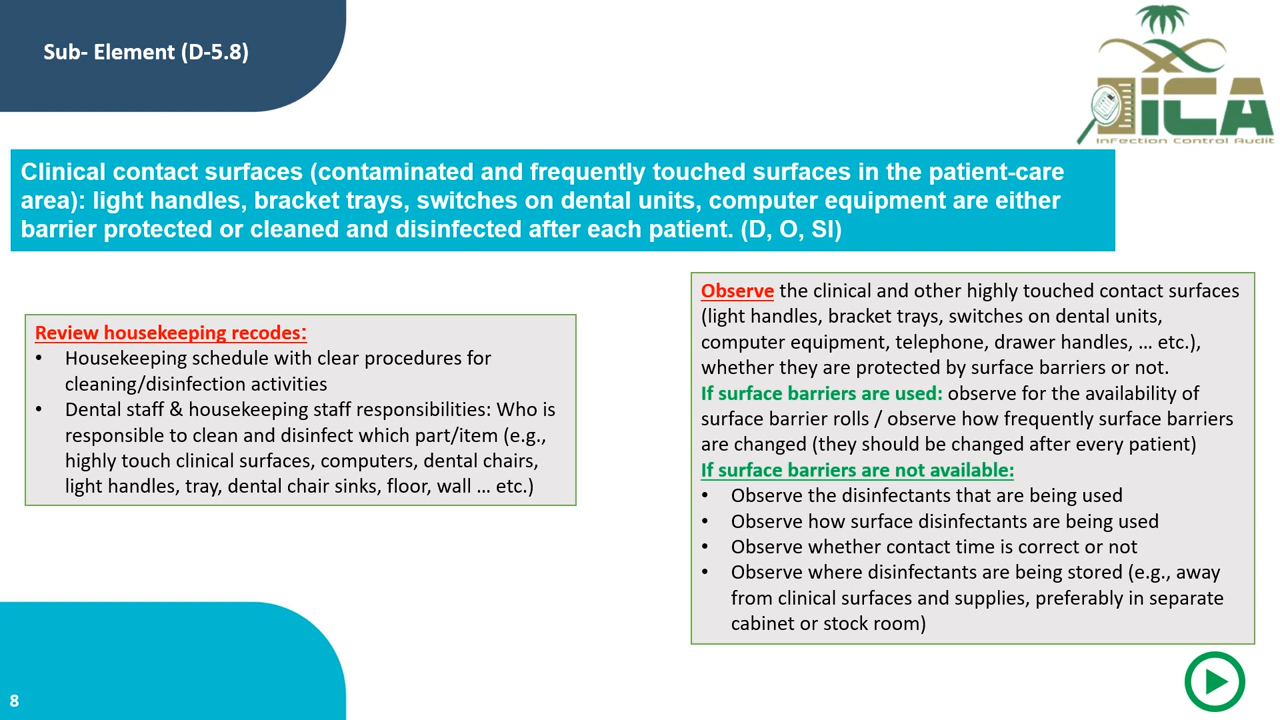 Sub- Element (D-5.8)
iCA
Infection Control Audit
Clinical contact surfaces (contaminated and frequently touched surfaces in the patient-care
area): light handles, bracket trays, switches on dental units, computer equipment are either
barrier protected or cleaned and disinfected after each patient. (D, O, SI)
Review housekeeping recodes:
• Housekeeping schedule with clear procedures for
cleaning/disinfection activities
• Dental staff & housekeeping staff responsibilities: Who is
responsible to clean and disinfect which part/item (e.g.,
highly touch clinical surfaces, computers, dental chairs,
light handles, tray, dental chair sinks, floor, wall ... etc.)
Observe the clinical and other highly touched contact surfaces
(light handles, bracket trays, switches on dental units,
computer equipment, telephone, drawer handles, ... etc.),
whether they are protected by surface barriers or not.
If surface barriers are used: observe for the availability of
surface barrier rolls / observe how frequently surface barriers
are changed (they should be changed after every patient)
If surface barriers are not available:
• Observe the disinfectants that are being used
• Observe how surface disinfectants are being used
• Observe whether contact time is correct or not
• Observe where disinfectants are being stored (e.g., away
from clinical surfaces and supplies, preferably in separate
cabinet or stock room)
8